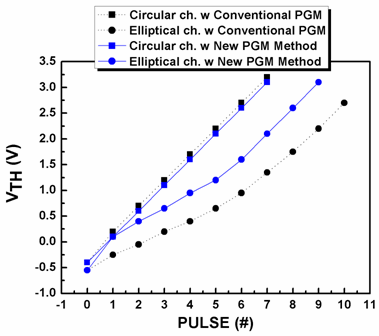 Circular ch. w Conventional PGM
Elliptical ch. w Conventional PGM
Circular ch. w New PGM Method
Elliptical ch. w New PGM Method
3.5
3.0
2.5
2.0
1.5
1.0
0.5
0.0
-0.5
-1.0
VTH (V)
-1 0 1 2 3 4 5 6 7 8 9 10 11
PULSE (#)